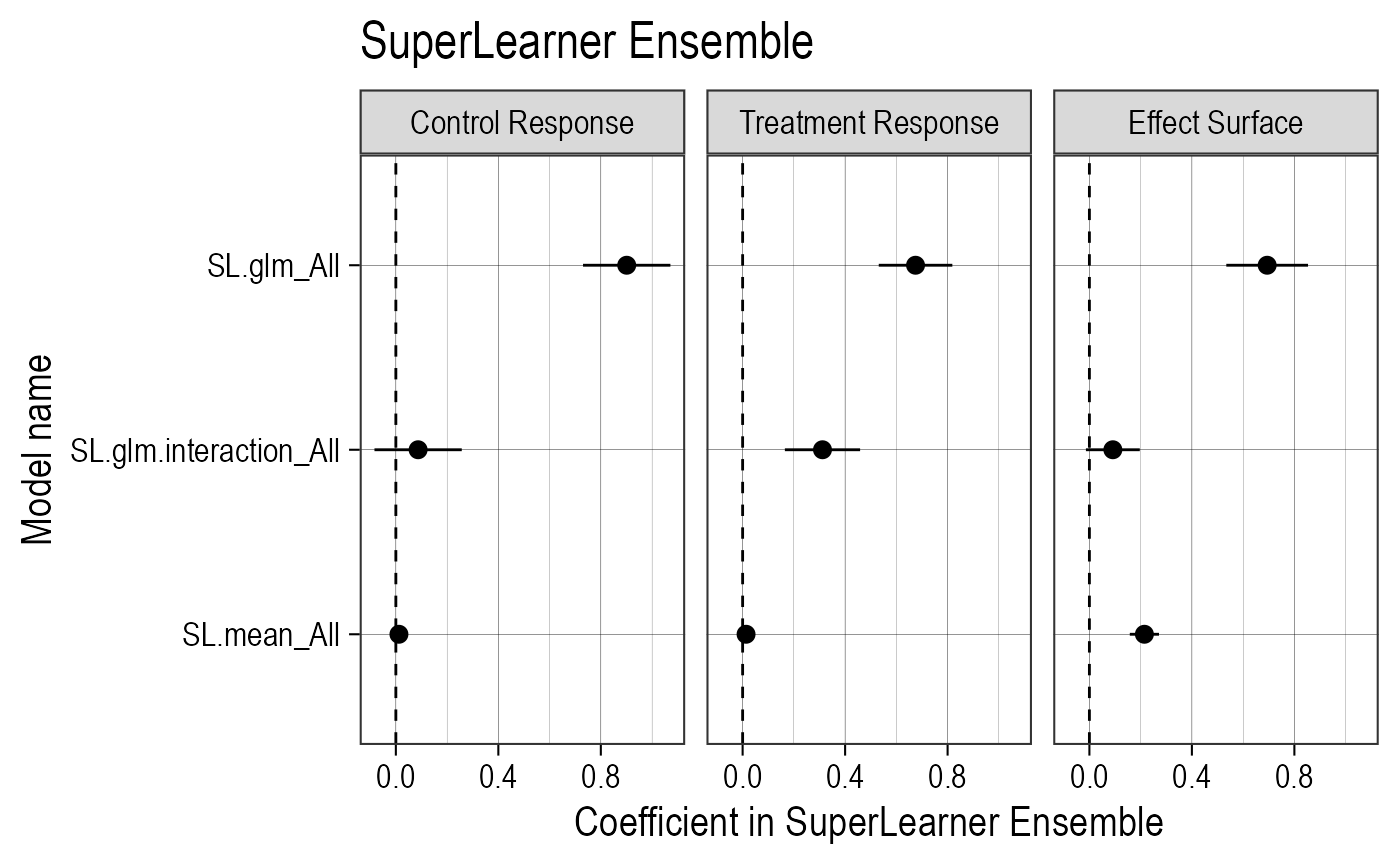 SuperLearner Ensemble
Control Response
Treatment Response
Effect Surface
Model name
SL.glm_All
SL.glm.interaction_All
SL.mean_All
0.0 0.4 0.8
0.0 0.4 0.8
0.0 0.4 0.8
Coefficient in SuperLearner Ensemble